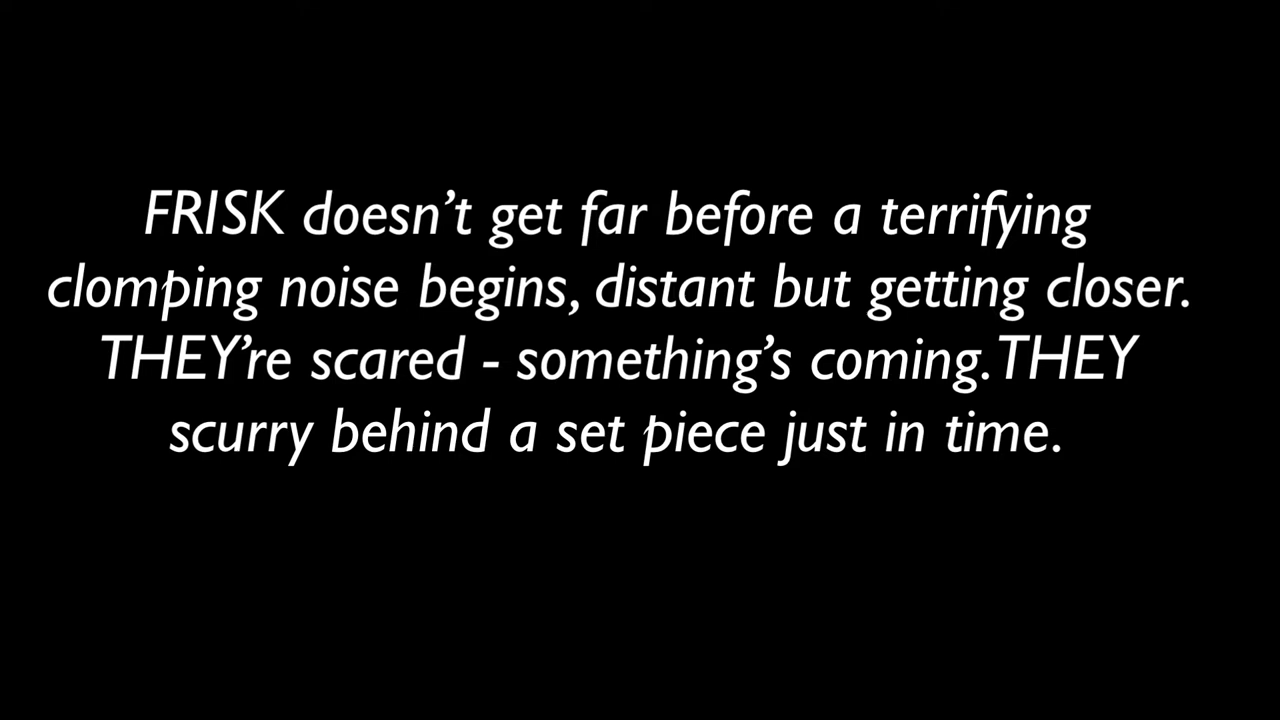 FRISK doesn’t get far before a terrifying
clomping noise begins, distant but getting closer.
THEY’re scared - something’s coming. THEY
scurry behind a set piece just in time.